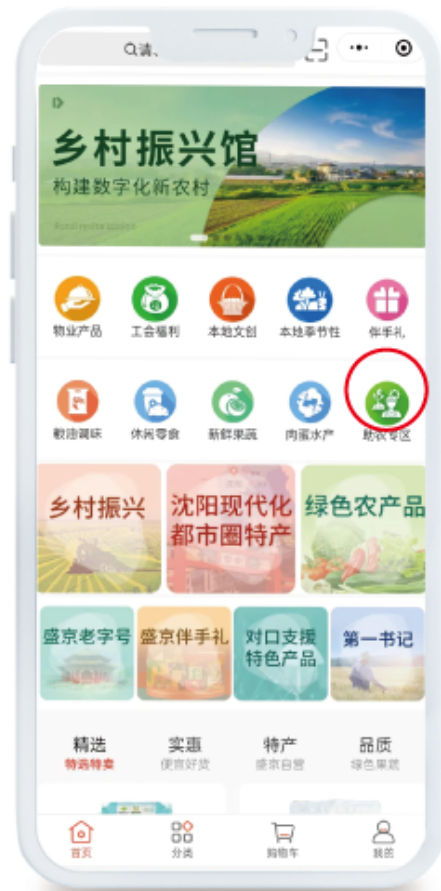 请、
乡村振兴馆
构建数字化新农村
物业产品 工会福利 本地文创 本地季节性 伴手礼
粮油调味 休闲零食 新鲜果蔬 肉蛋水产 助农专区
乡村振兴
沈阳现代化
都市圈特产
绿色农产品
盛京老字号
盛京伴手礼
对口支援
特色产品
第一书记
精选 实惠 特产 品质
特选特卖 便宜好货 盛京自营 绿色果蔬
首页 分类 购物车 我的